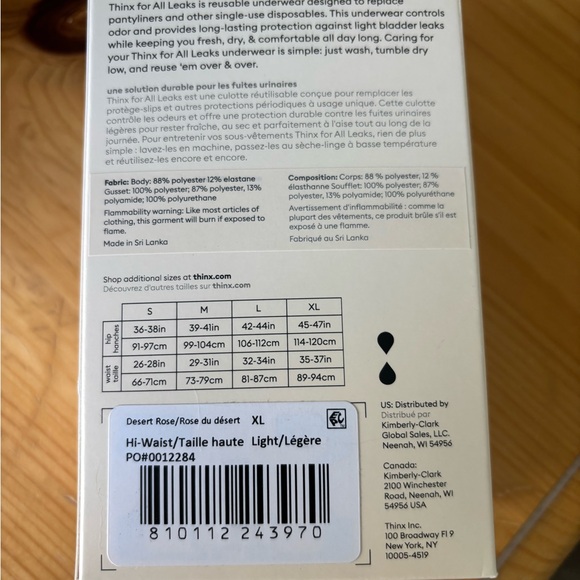 Thinx for All Leaks is reusable underwear designed to replace
pantyliners and other single-use disposables. This underwear controls
odor and provides long-lasting protection against light bladder leaks
while keeping you fresh, dry, & comfortable all day long. Caring for
your Thinx for All Leaks underwear is simple: just wash, tumble dry
low, and reuse 'em over & over.
une solution durable pour les fuites urinaires
Thinx for All Leaks est une culotte réutilisable conçue pour remplacer les
protège-slips et autres protections périodiques à usage unique. Cette culotte
contrôle les odeurs et offre une protection durable contre les fuites urinaires
légères pour rester fraîche, au sec et parfaitement à l'aise tout au long de la
journée. Pour entretenir vos sous-vêtements Thinx for All Leaks, rien de plus
simple : lavez-les en machine, passez-les au sèche-linge à basse température
et réutilisez-les encore et encore.
Fabric: Body: 88% polyester 12% elastane
Gusset: 100% polyester; 87% polyester, 13%
polyamide; 100% polyurethane
Flammability warning: Like most articles of
clothing, this garment will burn if exposed to
flame.
Made in Sri Lanka
Composition: Corps: 88 % polyester, 12 %
élasthanne Soufflet: 100% polyester; 87%
polyester, 13% polyamide; 100% polyuréthane
Avertissement d'inflammabilité : comme la
plupart des vêtements, ce produit brûle s'il est
exposé à une flamme.
Fabriqué au Sri Lanka
Shop additional sizes at thinx.com
Découvrez d'autres tailles sur thinx.com
S M L XL
hip
hanches
36-38in 39-41in 42-44in 45-47in
91-97cm 99-104cm 106-112cm 114-120cm
waist
taille
26-28in 29-31in 32-34in 35-37in
66-71cm 73-79cm 81-87cm 89-94cm
Desert Rose/Rose du désert XL
Hi-Waist/Taille haute Light/Légère
PO#0012284
810112 243970
US: Distributed by
Distribué par
Kimberly-Clark
Global Sales, LLC.
Neenah, WI 54956
Canada:
Kimberly-Clark
2100 Winchester
Road, Neenah, WI
54956 USA
Thinx Inc.
100 Broadway Fl 9
New York, NY
10005-4519